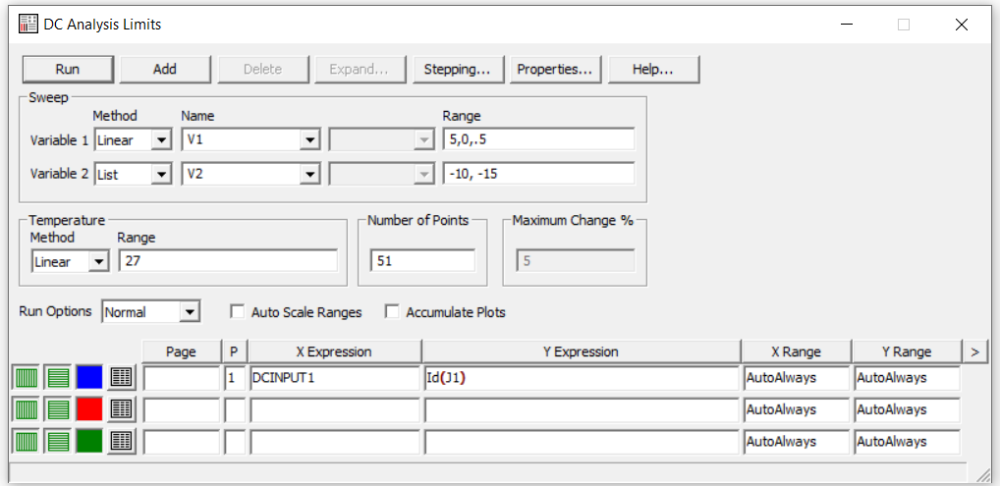 DC Analysis Limits
Run Add Delete Expand... Stepping... Properties... Help...
Sweep
Method Name Range
Variable 1 Linear V1 5,0,.5
Variable 2 List V2 -10, -15
Temperature Number of Points Maximum Change %
Method Range
Linear 27 51 5
Run Options Normal Auto Scale Ranges Accumulate Plots
Page P X Expression Y Expression X Range Y Range >
1 DCINPUT1 Id(J1) AutoAlways AutoAlways
AutoAlways AutoAlways
AutoAlways AutoAlways